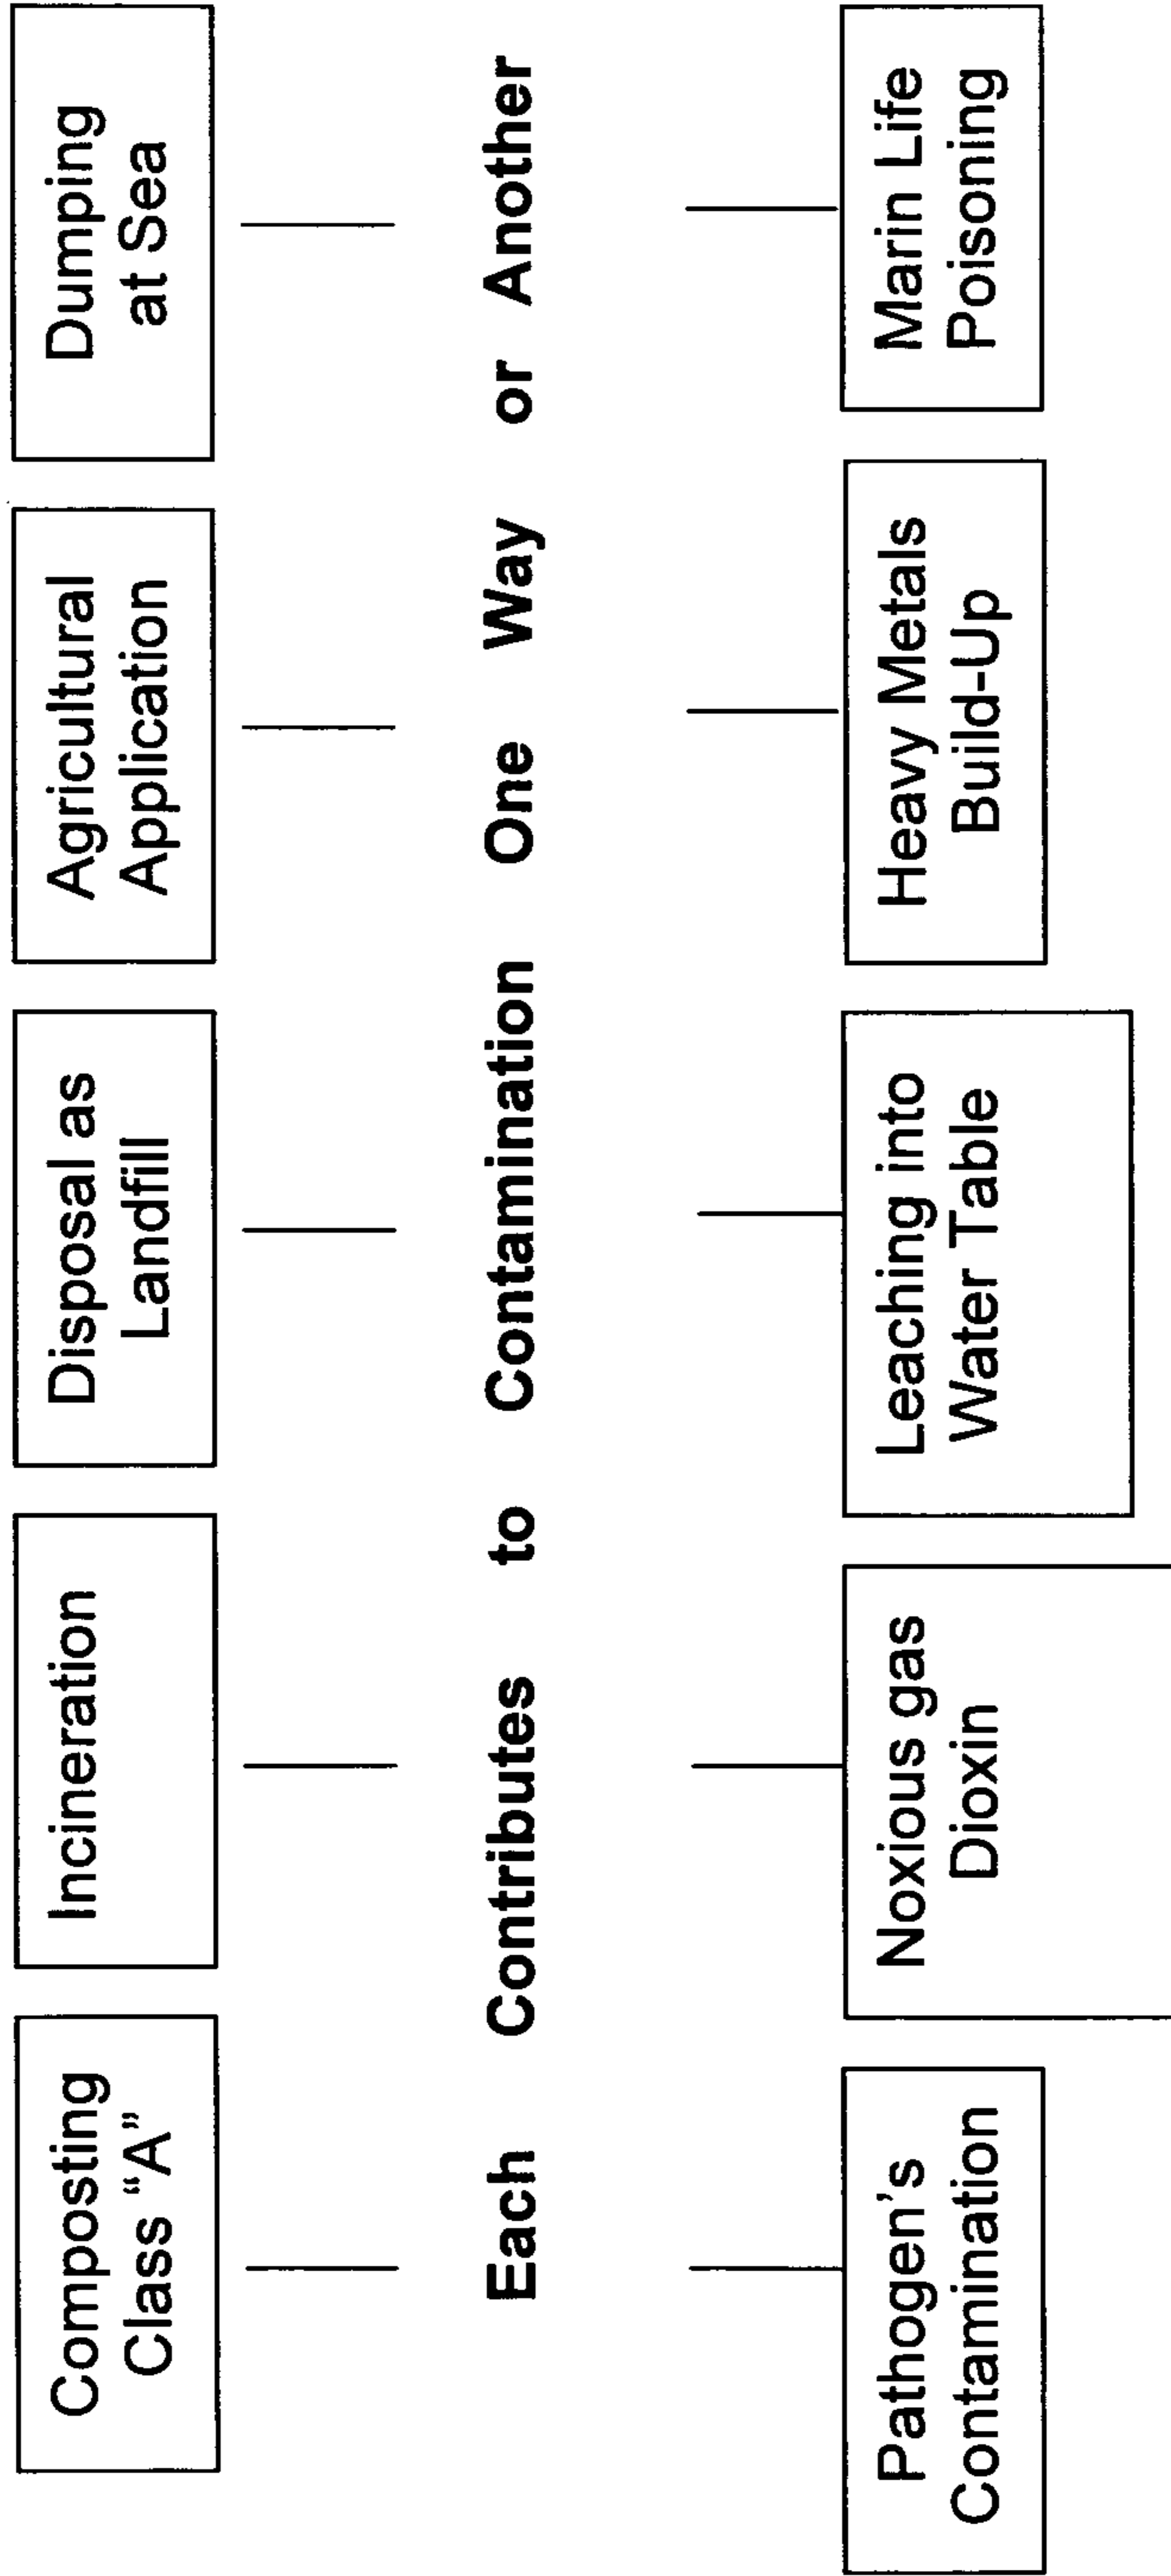 Composting
Class “A”
Incineration
Disposal as
Landfill
Agricultural
Application
Dumping
at Sea
Each Contributes to Contamination One Way or Another
Pathogen’s
Contamination
Noxious gas
Dioxin
Leaching into
Water Table
Heavy Metals
Build-Up
Marin Life
Poisoning